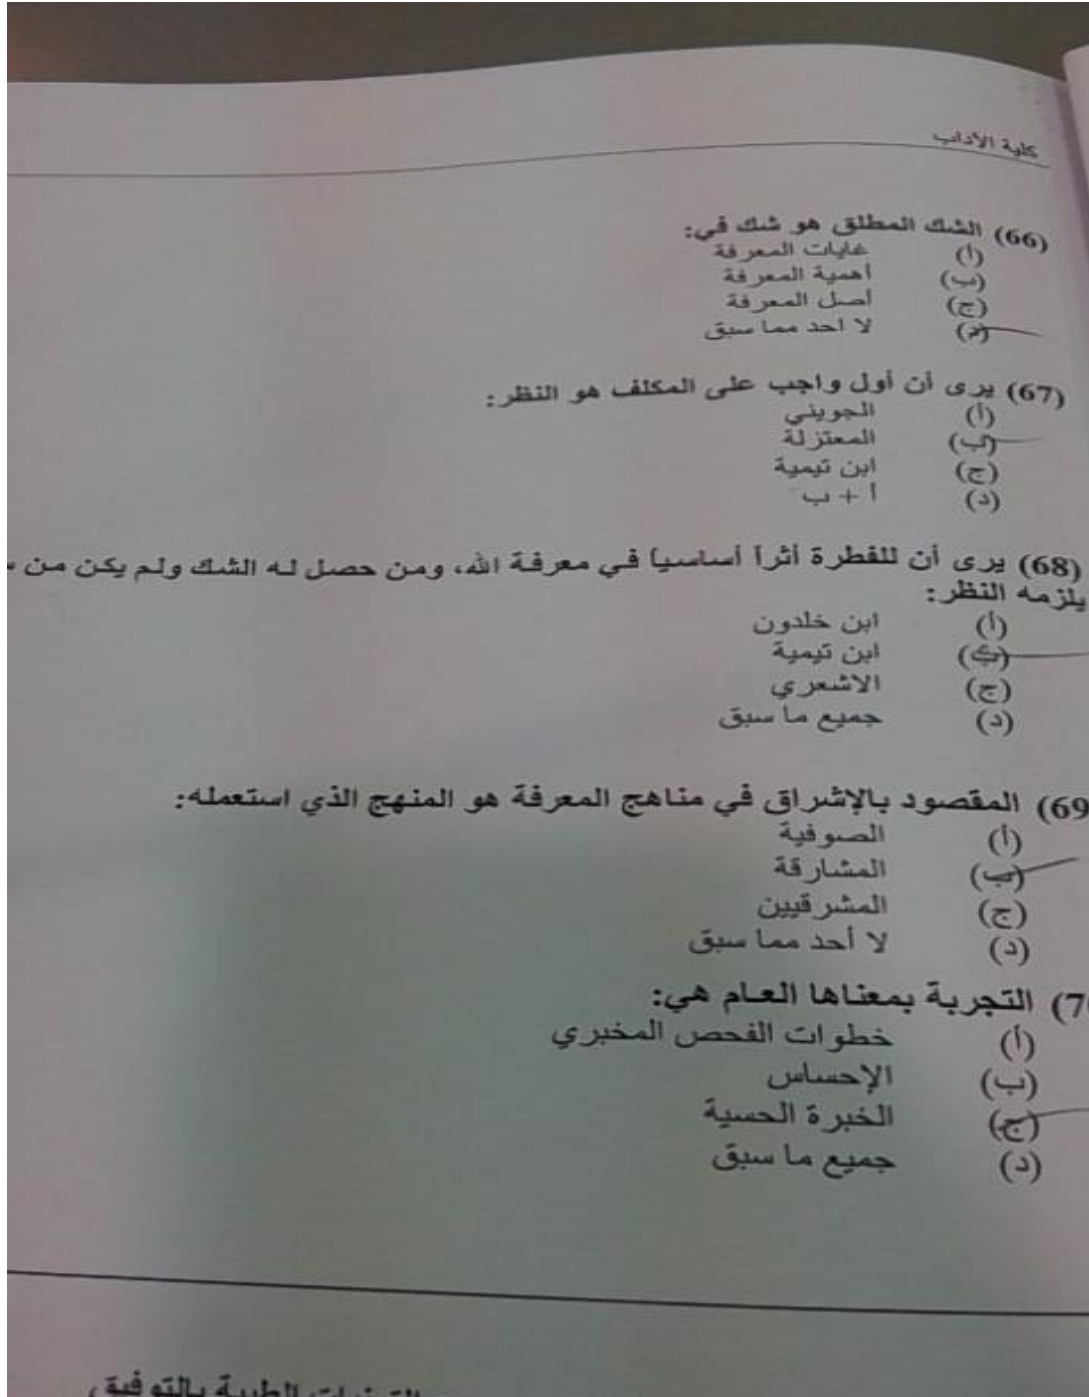 كلية الآداب
(66) الشك المطلق هو شك في:
(أ) غايات المعرفة
(ب) أهمية المعرفة
(ج) أصل المعرفة
(د) لا احد مما سبق
(67) يرى أن أول واجب على المكلف هو النظر:
(أ) الجويني
(ب) المعتزلة
(ج) ابن تيمية
(د) أ + ب
(68) يرى أن للفطرة أثراً أساسياً في معرفة الله، ومن حصل له الشك ولم يكن من
يلزمه النظر:
(أ) ابن خلدون
(ب) ابن تيمية
(ج) الاشعري
(د) جميع ما سبق
69) المقصود بالإشراق في مناهج المعرفة هو المنهج الذي استعمله:
(أ) الصوفية
(ب) المشارقة
(ج) المشرقيين
(د) لا أحد مما سبق
7) التجربة بمعناها العام هي:
(أ) خطوات الفحص المخبري
(ب) الإحساس
(ج) الخبرة الحسية
(د) جميع ما سبق
الطيبة بالتوفيق